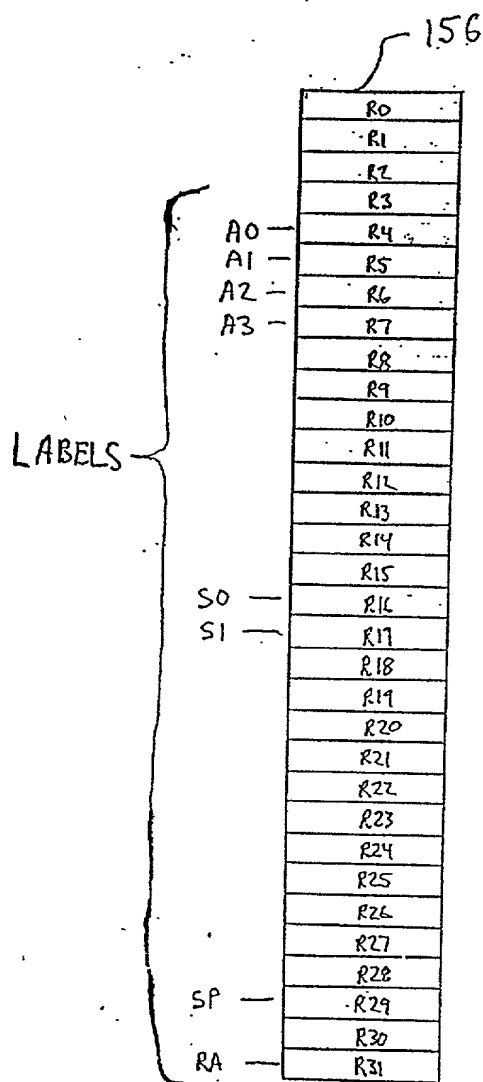 156
R0
R1
R2
R3
A0 R4
A1 R5
A2 R6
A3 R7
R8
R9
R10
LABELS R11
R12
R13
R14
R15
S0 R16
S1 R17
R18
R19
R20
R21
R22
R23
R24
R25
R26
R27
R28
SP R29
R30
RA R31